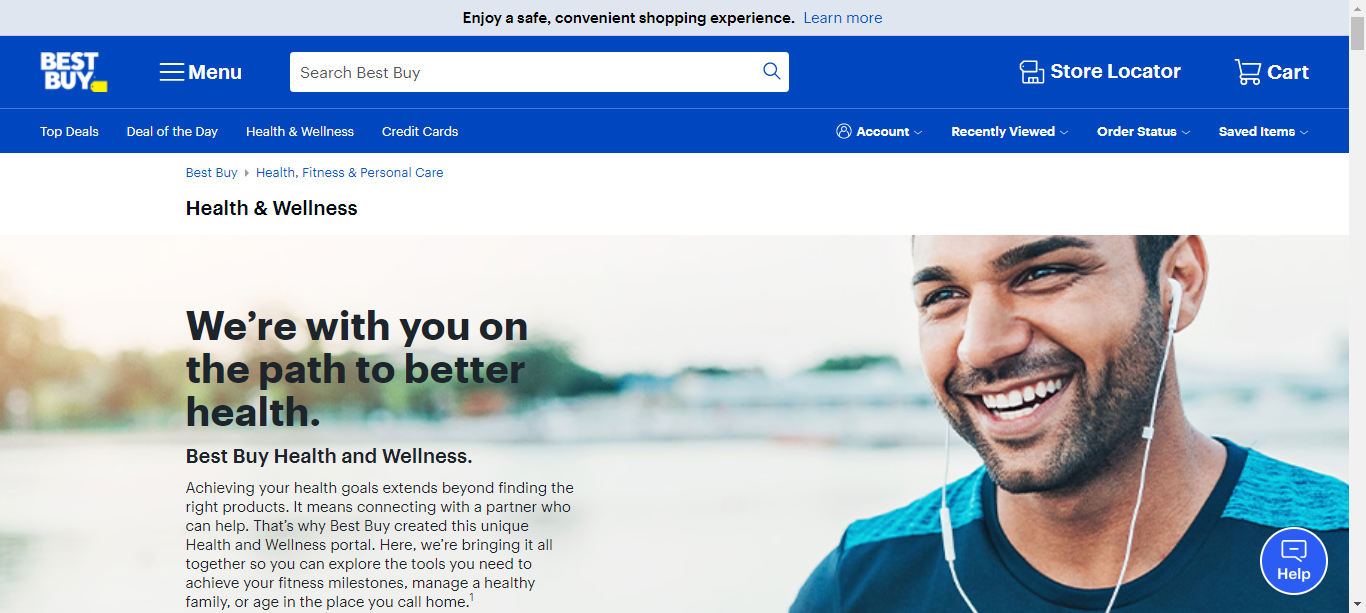 Enjoy a safe, convenient shopping experience. Learn more
BEST BUY
Menu
Search Best Buy
Store Locator
Cart
Top Deals
Deal of the Day
Health & Wellness
Credit Cards
Account
Recently Viewed
Order Status
Saved Items
Best Buy
Health, Fitness & Personal Care
Health & Wellness
We’re with you on
the path to better
health.
Best Buy Health and Wellness.
Achieving your health goals extends beyond finding the
right products. It means connecting with a partner who
can help. That’s why Best Buy created this unique
Health and Wellness portal. Here, we’re bringing it all
together so you can explore the tools you need to
achieve your fitness milestones, manage a healthy
family, or age in the place you call home.1
Help